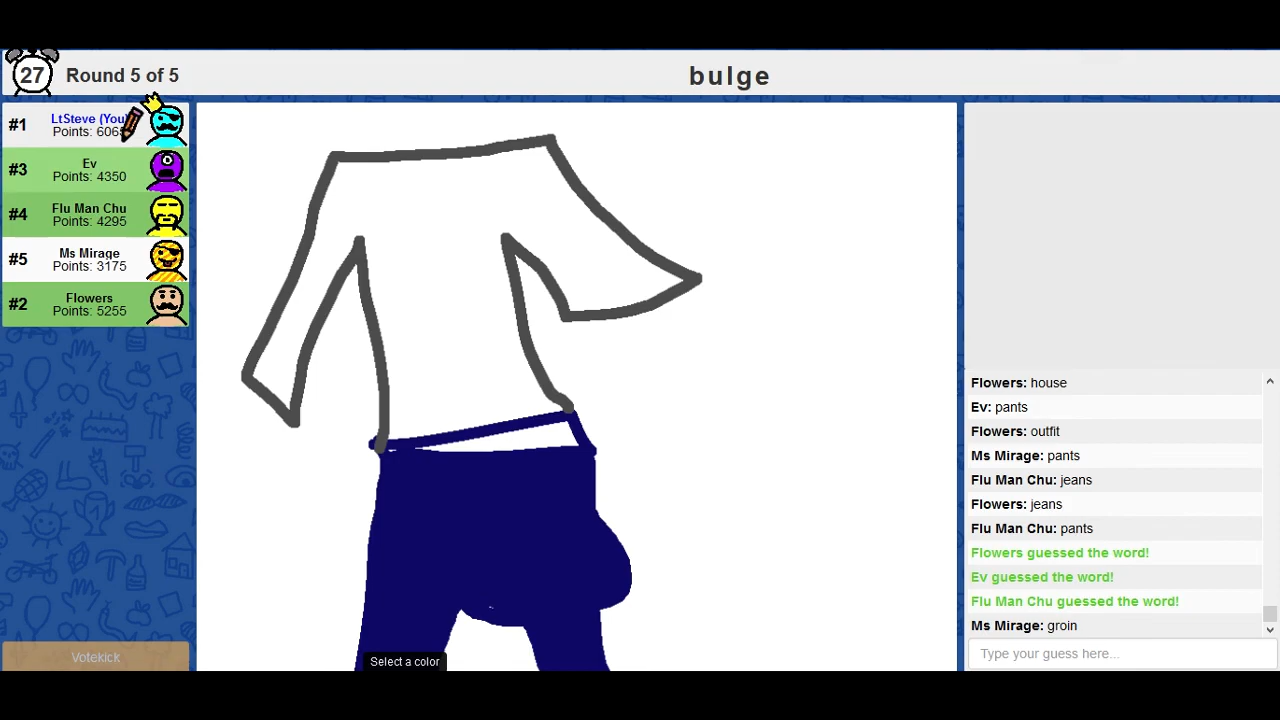 27
Round 5 of 5
bulge
#1
LtSteve (You)
Points: 6065
#3
Ev
Points: 4350
#4
Flu Man Chu
Points: 4295
#5
Ms Mirage
Points: 3175
#2
Flowers
Points: 5255
Votekick
Select a color
Flowers: house
Ev: pants
Flowers: outfit
Ms Mirage: pants
Flu Man Chu: jeans
Flowers: jeans
Flu Man Chu: pants
Flowers guessed the word!
Ev guessed the word!
Flu Man Chu guessed the word!
Ms Mirage: groin
Type your guess here...